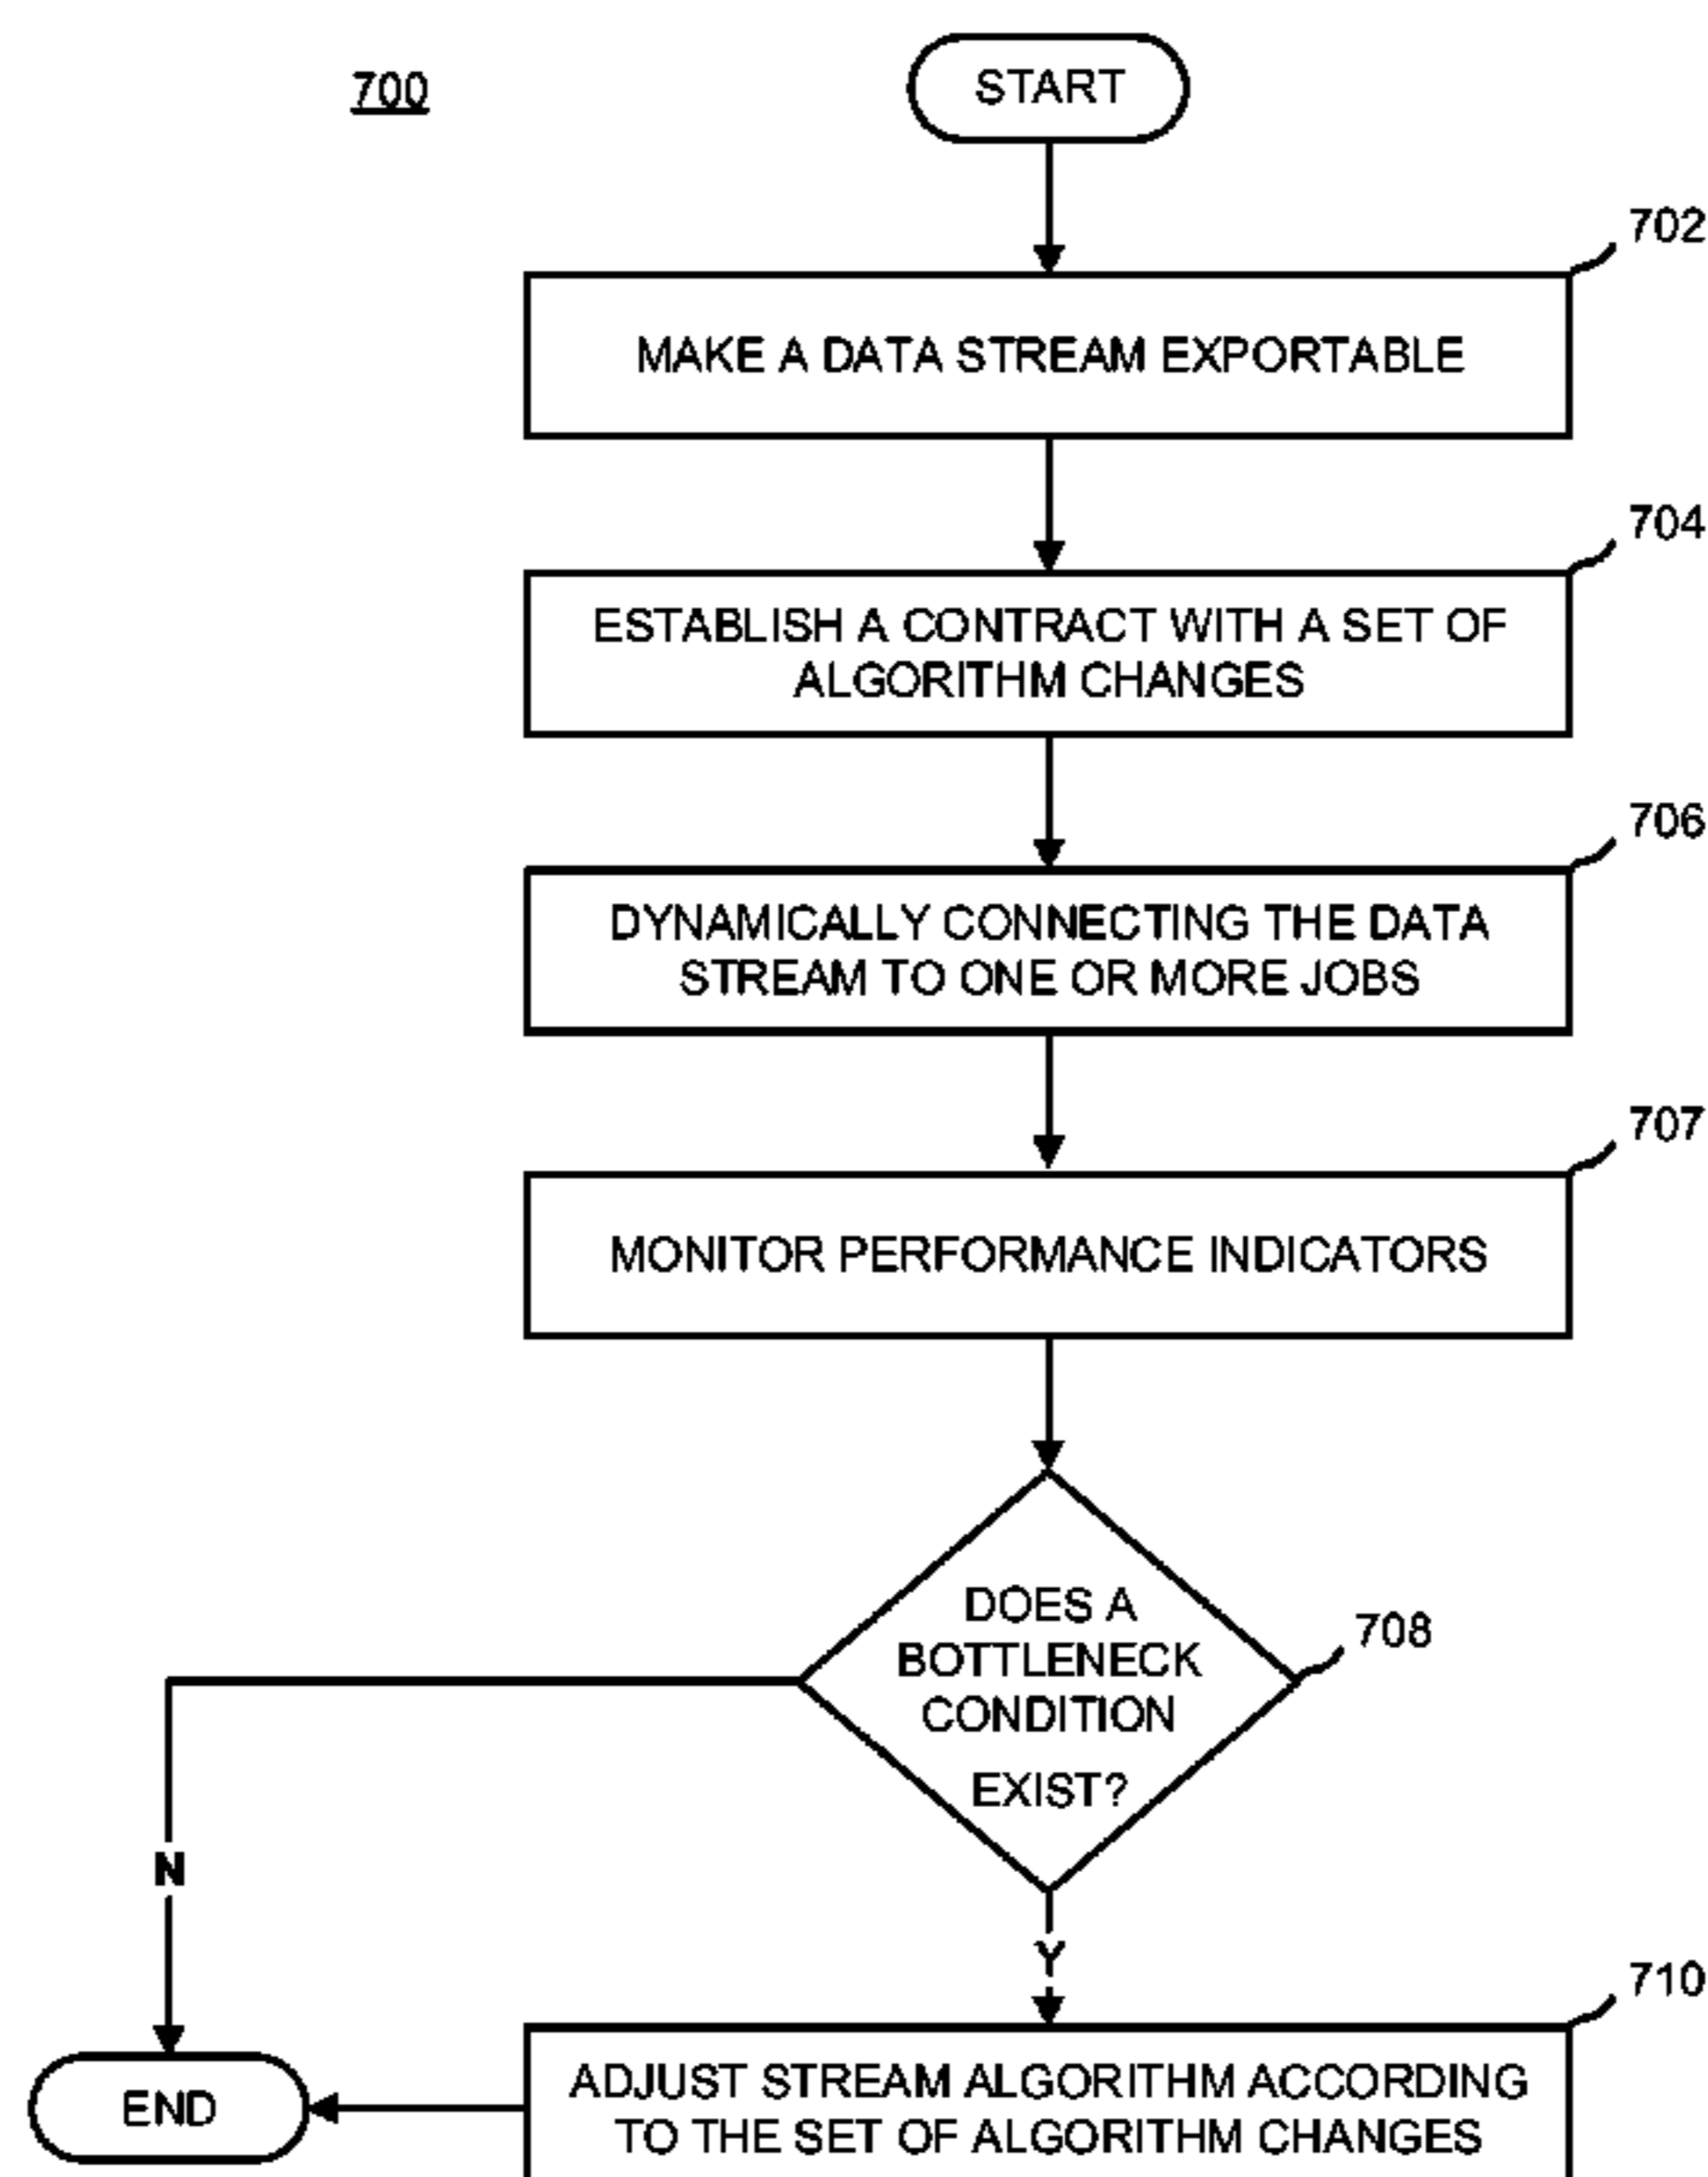 700
START
702
MAKE A DATA STREAM EXPORTABLE
704
ESTABLISH A CONTRACT WITH A SET OF
ALGORITHM CHANGES
706
DYNAMICALLY CONNECTING THE DATA
STREAM TO ONE OR MORE JOBS
707
MONITOR PERFORMANCE INDICATORS
708
DOES A
BOTTLENECK
CONDITION
EXIST?
N
Y
710
ADJUST STREAM ALGORITHM ACCORDING
TO THE SET OF ALGORITHM CHANGES
END